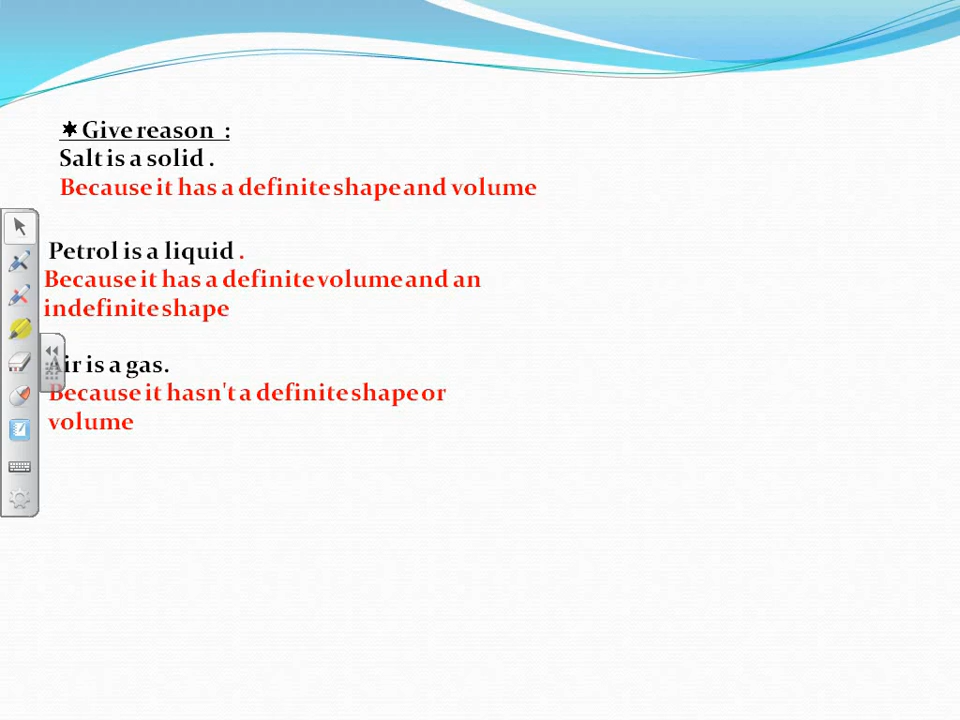 ✷Give reason :
Salt is a solid .
Because it has a definite shape and volume
Petrol is a liquid .
Because it has a definite volume and an
indefinite shape
Air is a gas.
Because it hasn't a definite shape or
volume